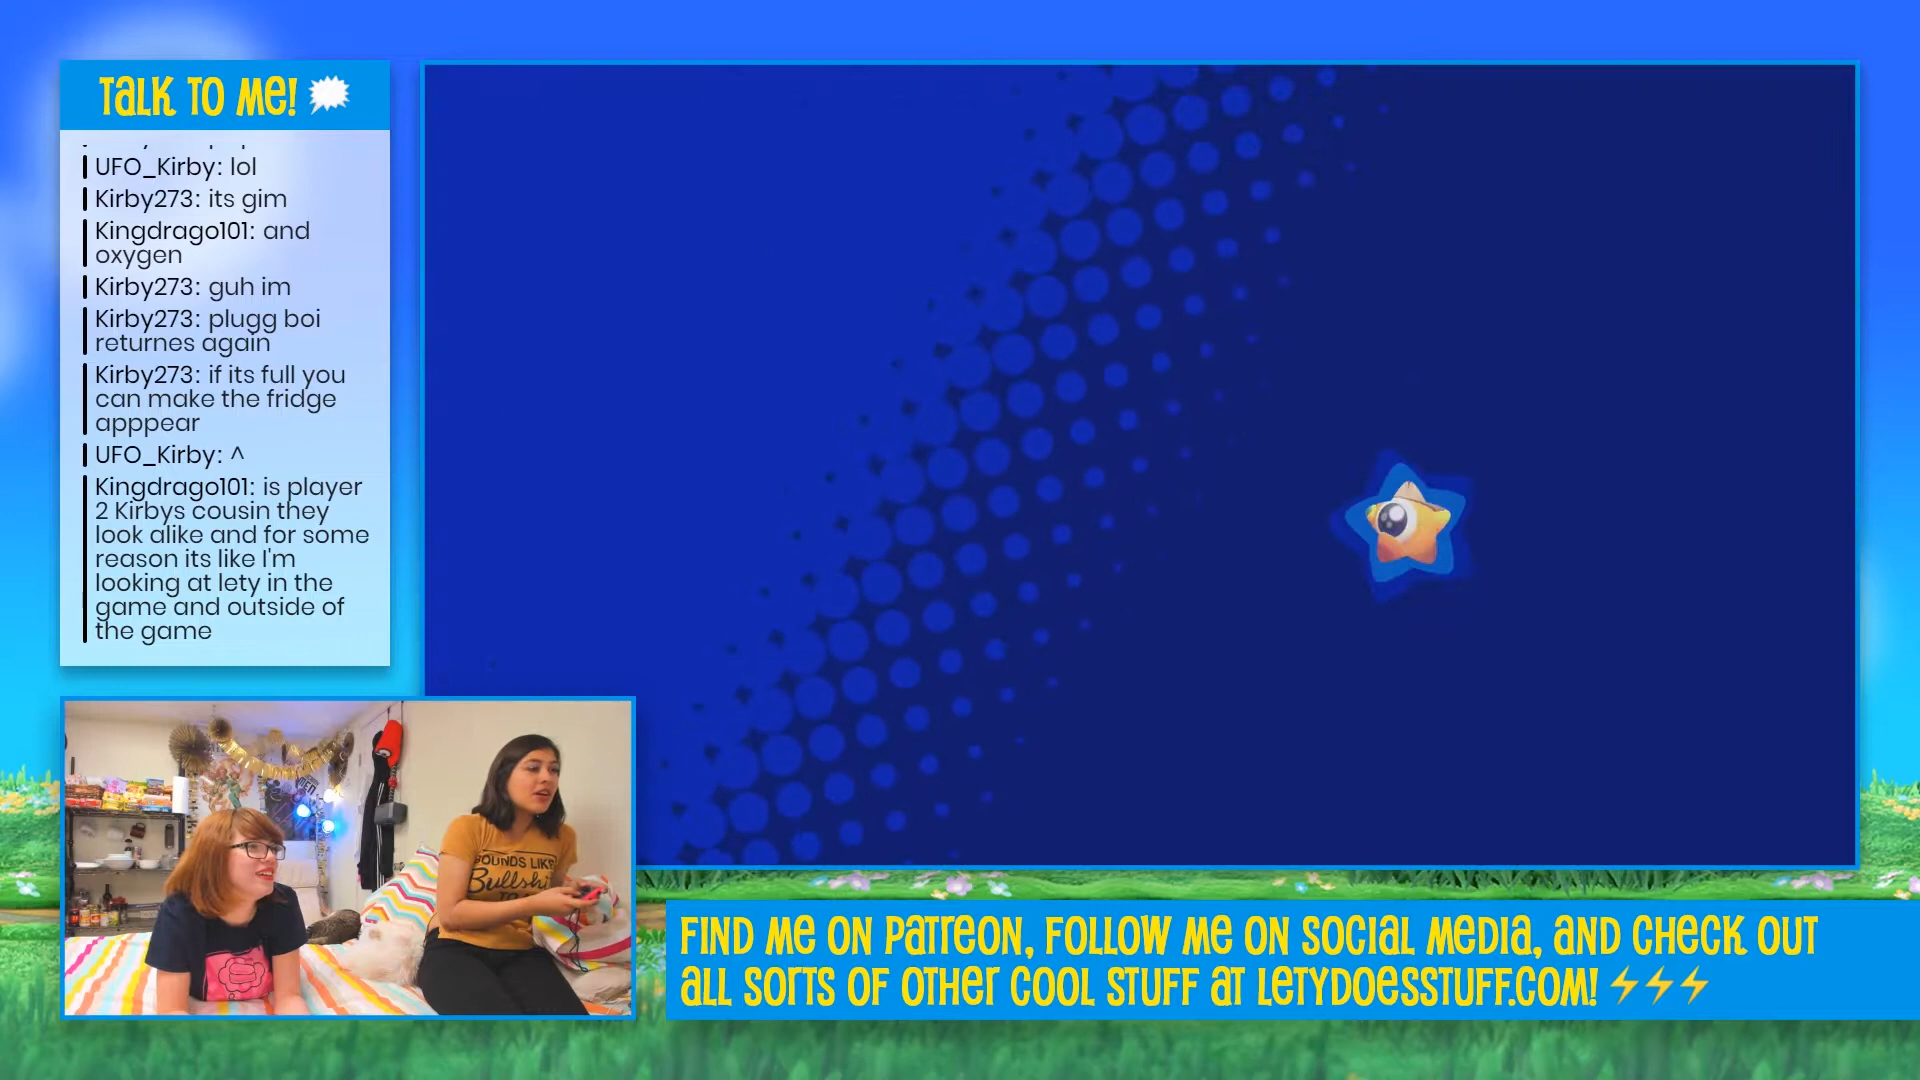 TALK TO ME!
UFO_Kirby: lol
Kirby273: its gim
Kingdrago101: and
oxygen
Kirby273: guh im
Kirby273: plugg boi
returnes again
Kirby273: if its full you
can make the fridge
apppear
UFO_Kirby: ^
Kingdrago101: is player
2 Kirbys cousin they
look alike and for some
reason its like I'm
looking at lety in the
game and outside of
the game
SOUNDS LIKE
Bullshit
FIND ME ON PATREON, FOLLOW ME ON SOCIAL MEDIA, AND CHECK OUT
ALL SORTS OF OTHER COOL STUFF AT LETYDOESSTUFF.COM! ⚡⚡⚡